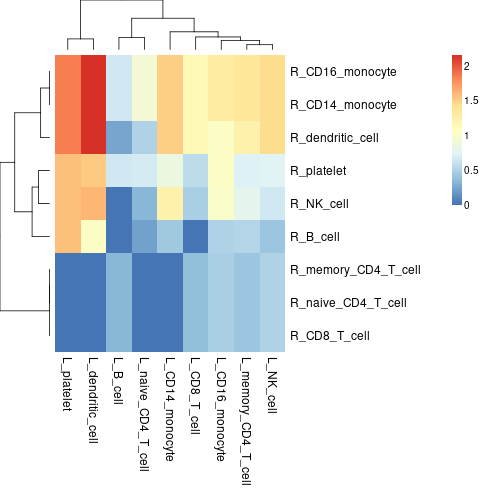 R_CD16_monocyte
R_CD14_monocyte
R_dendritic_cell
R_platelet
R_NK_cell
R_B_cell
R_memory_CD4_T_cell
R_naive_CD4_T_cell
R_CD8_T_cell
L_platelet
L_dendritic_cell
L_B_cell
L_naive_CD4_T_cell
L_CD14_monocyte
L_CD8_T_cell
L_CD16_monocyte
L_memory_CD4_T_cell
L_NK_cell
2
1.5
1
0.5
0